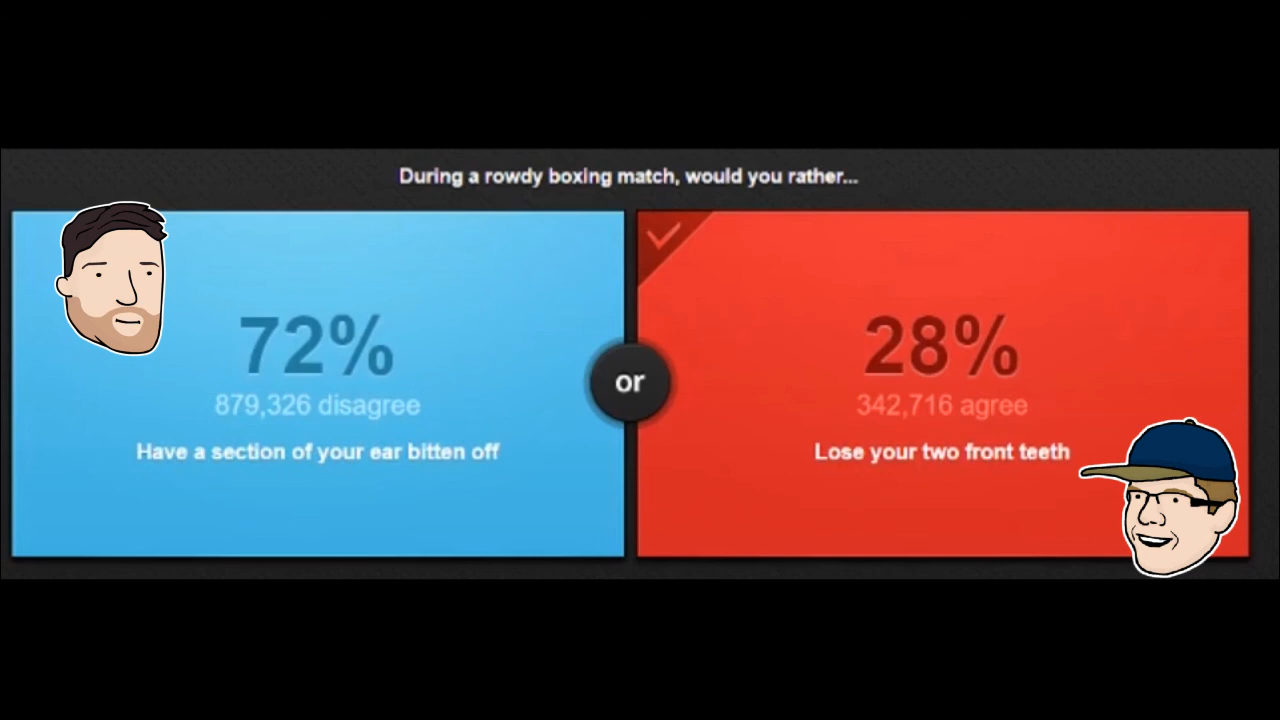 During a rowdy boxing match, would you rather...
72%
879,326 disagree
Have a section of your ear bitten off
or
28%
342,716 agree
Lose your two front teeth